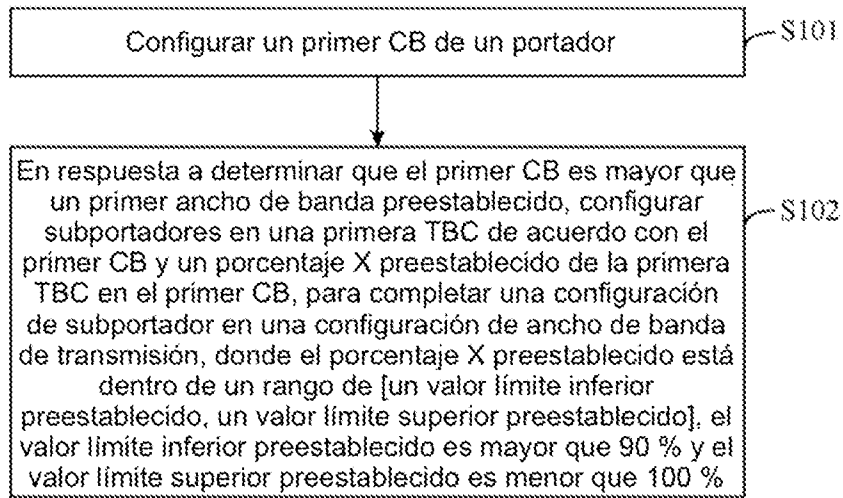 Configurar un primer CB de un portador
S101
En respuesta a determinar que el primer CB es mayor que
un primer ancho de banda preestablecido, configurar
subportadores en una primera TBC de acuerdo con el
primer CB y un porcentaje X preestablecido de la primera
TBC en el primer CB, para completar una configuración
de subportador en una configuración de ancho de banda
de transmisión, donde el porcentaje X preestablecido está
dentro de un rango de [un valor límite inferior
preestablecido, un valor límite superior preestablecido], el
valor límite inferior preestablecido es mayor que 90 % y el
valor límite superior preestablecido es menor que 100 %
S102